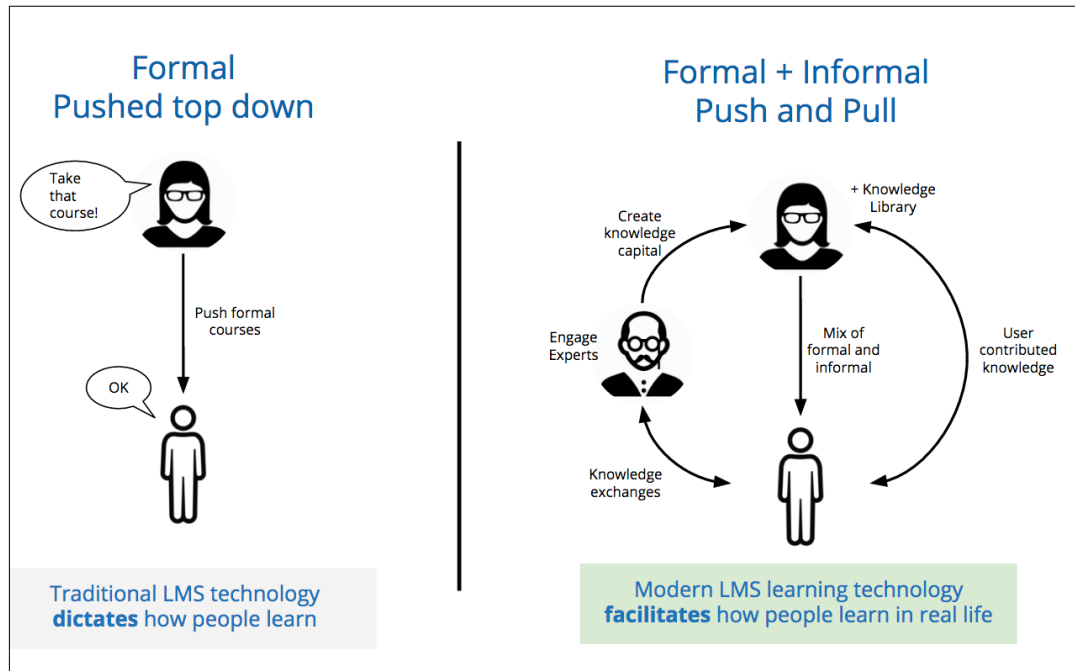 Formal
Pushed top down
Take
that
course!
Push formal
courses
OK
Traditional LMS technology
dictates how people learn
Formal + Informal
Push and Pull
+ Knowledge
Library
Create
knowledge
capital
Engage
Experts
Mix of
formal and
informal
User
contributed
knowledge
Knowledge
exchanges
Modern LMS learning technology
facilitates how people learn in real life